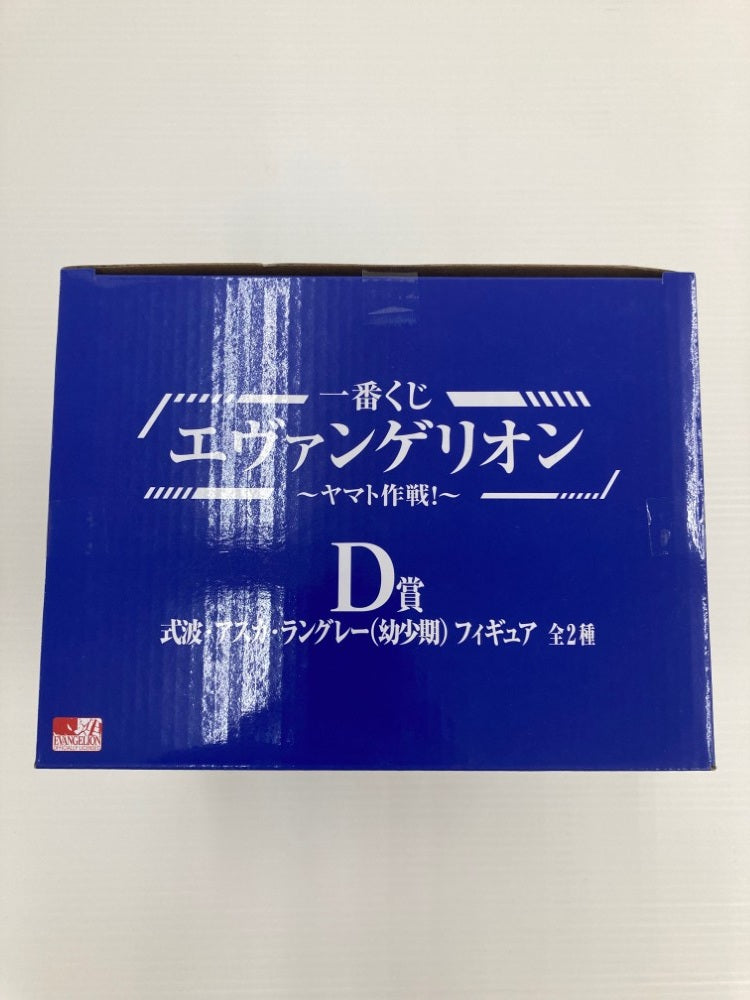 一番くじ
エヴァンゲリオン
～ヤマト作戦!～
D賞
式波・アスカ・ラングレー(幼少期) フィギュア 全2種
EVANGELION
OFFICIALLY LICENSED